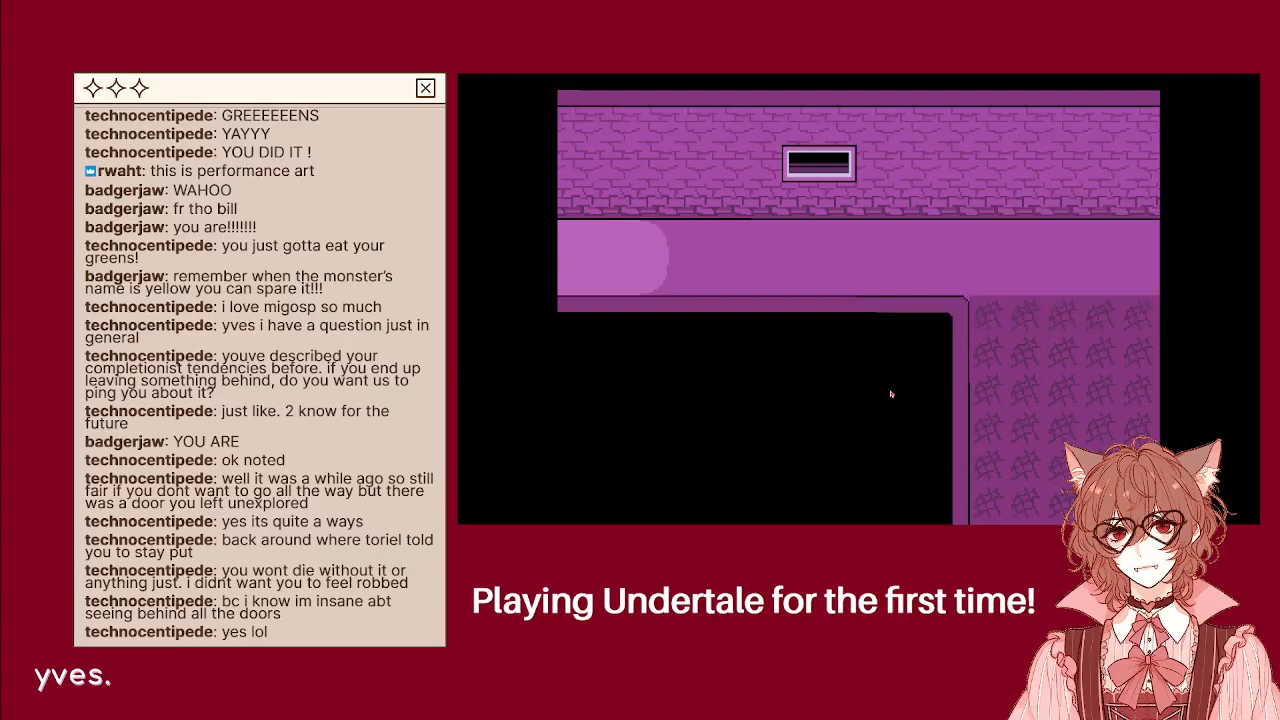 technocentipede: GREEEEEENS
technocentipede: YAYYY
technocentipede: YOU DID IT !
rwaht: this is performance art
badgerjaw: WAHOO
badgerjaw: fr tho bill
badgerjaw: you are!!!!!!!
technocentipede: you just gotta eat your
greens!
badgerjaw: remember when the monster's
name is yellow you can spare it!!!
technocentipede: i love migosp so much
technocentipede: yves i have a question just in
general
technocentipede: youve described your
completionist tendencies before. if you end up
leaving something behind, do you want us to
ping you about it?
technocentipede: just like. 2 know for the
future
badgerjaw: YOU ARE
technocentipede: ok noted
technocentipede: well it was a while ago so still
fair if you dont want to go all the way but there
was a door you left unexplored
technocentipede: yes its quite a ways
technocentipede: back around where toriel told
you to stay put
technocentipede: you wont die without it or
anything just. i didnt want you to feel robbed
technocentipede: bc i know im insane abt
seeing behind all the doors
technocentipede: yes lol
Playing Undertale for the first time!
yves.